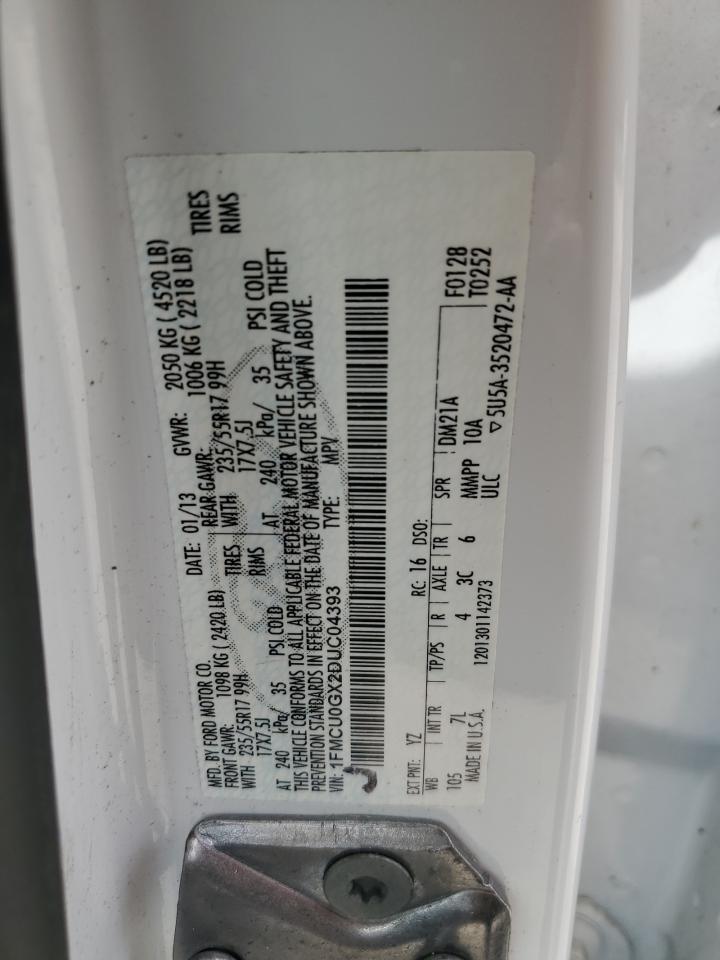 MFD. BY FORD MOTOR CO.
DATE: 01/13 GVWR: 2050 KG ( 4520 LB)
FRONT GAWR: 1098 KG ( 2420 LB) REAR GAWR: 1006 KG ( 2218 LB)
WITH 235/55R17 99H TIRES WITH 235/55R17 99H TIRES
17X7.5J RIMS 17X7.5J RIMS
AT 240 kPa/ 35 PSI COLD AT 240 kPa/ 35 PSI COLD
THIS VEHICLE CONFORMS TO ALL APPLICABLE FEDERAL MOTOR VEHICLE SAFETY AND THEFT
PREVENTION STANDARDS IN EFFECT ON THE DATE OF MANUFACTURE SHOWN ABOVE.
VIN: 1FMCU0GX2DUC04393 TYPE: MPV
F0128
T0252
EXT PNT: YZ RC: 16 DSO:
WB INT TR TP/PS R AXLE TR SPR DM21A
105 7L 4 3C 6 MMPP 10A
MADE IN U.S.A. 1201301142373 ULC ▽5U5A-3520472-AA